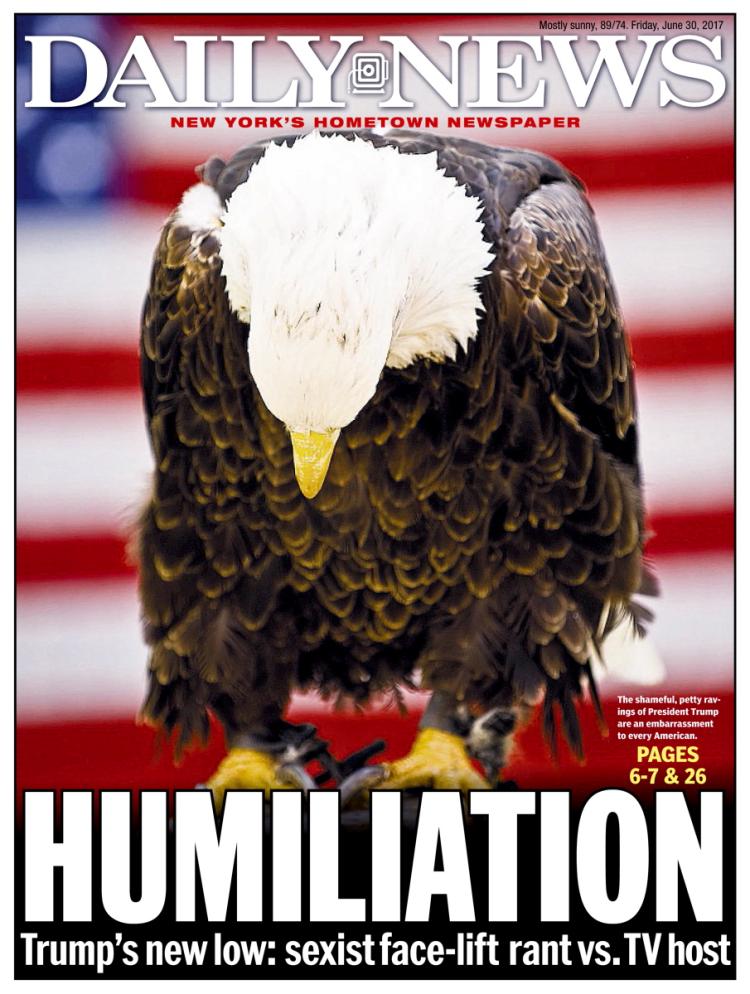 Mostly sunny, 89/74. Friday, June 30, 2017
DAILY NEWS
NEW YORK'S HOMETOWN NEWSPAPER
The shameful, petty rav-
ings of President Trump
are an embarrassment
to every American.
PAGES
6-7 & 26
HUMILIATION
Trump's new low: sexist face-lift rant vs. TV host